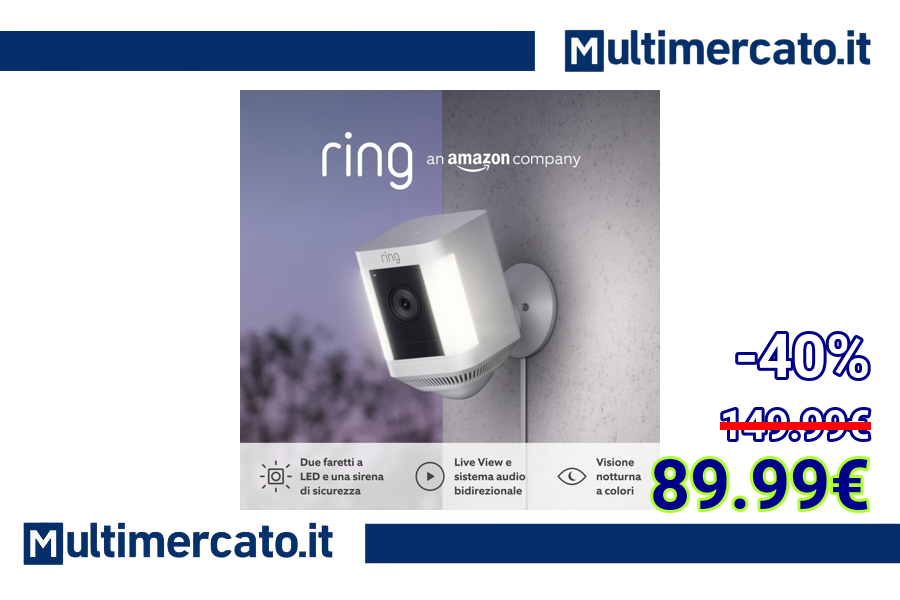 Multimercato.it
ring an amazon company
ring
-40%
149.99€
89.99€
Due faretti a
LED e una sirena
di sicurezza
Live View e
sistema audio
bidirezionale
Visione
notturna
a colori
Multimercato.it